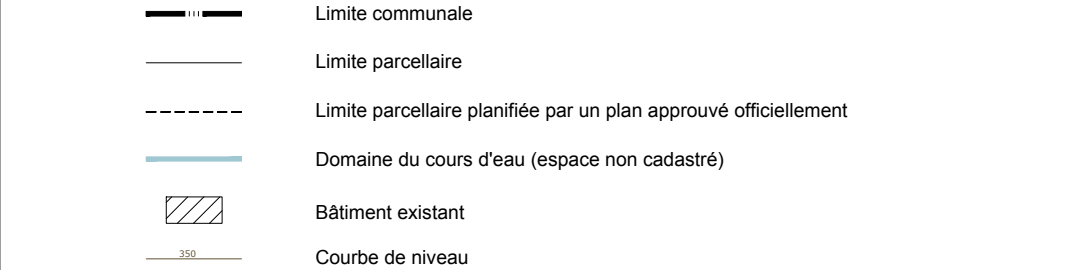 Limite communale
Limite parcellaire
Limite parcellaire planifiée par un plan approuvé officiellement
Domaine du cours d'eau (espace non cadastré)
Bâtiment existant
350
Courbe de niveau